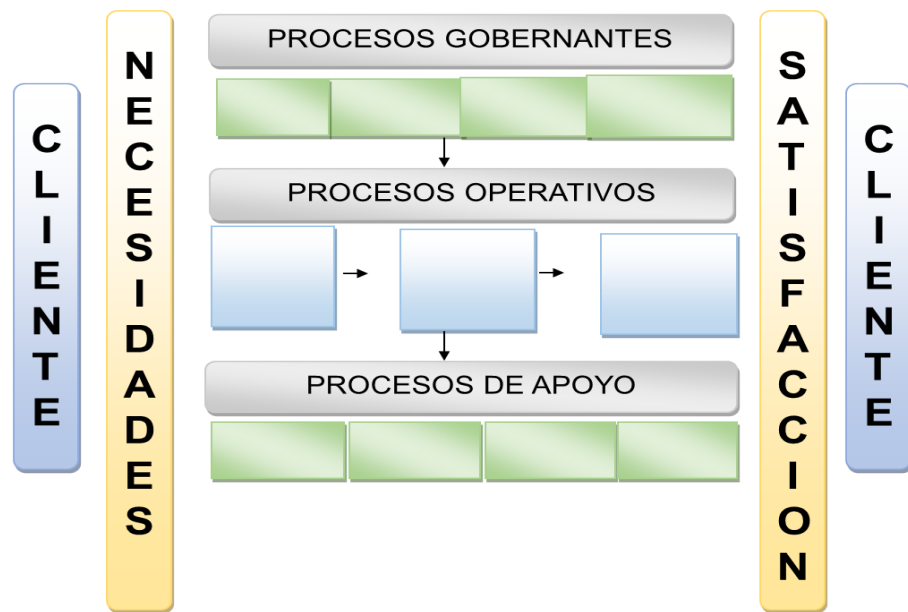 CLIENTE
NECESIDADES
PROCESOS GOBERNANTES
PROCESOS OPERATIVOS
PROCESOS DE APOYO
SATISFACCION
CLIENTE